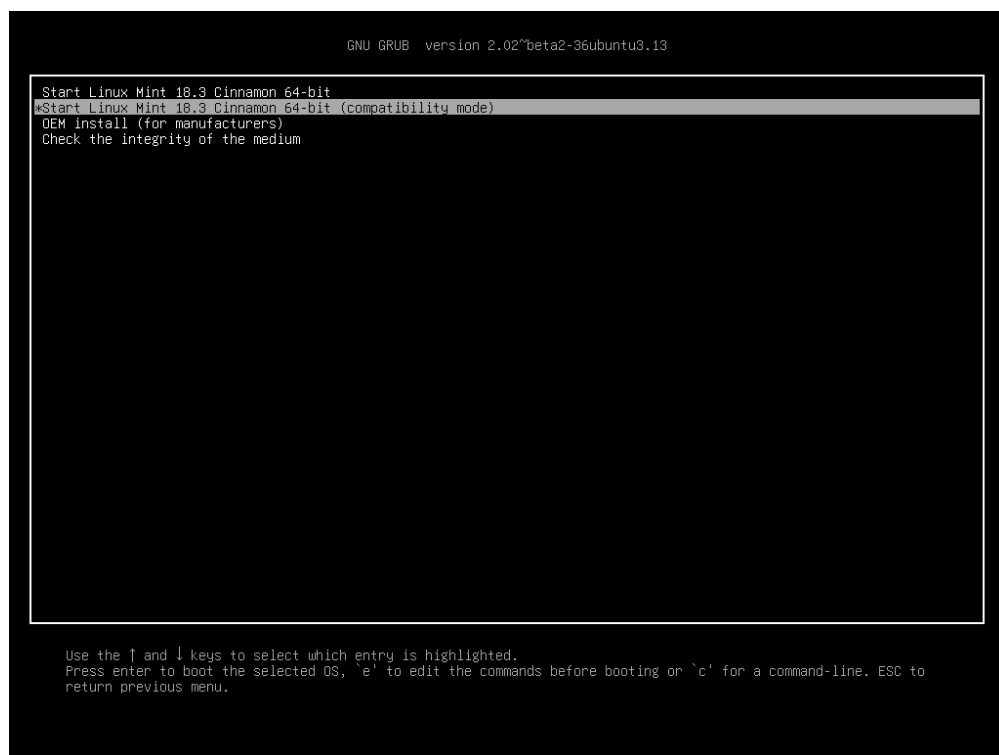 GNU GRUB  version 2.02~beta2-36ubuntu3.13
Start Linux Mint 18.3 Cinnamon 64-bit
*Start Linux Mint 18.3 Cinnamon 64-bit (compatibility mode)
OEM install (for manufacturers)
Check the integrity of the medium
Use the ↑ and ↓ keys to select which entry is highlighted.
Press enter to boot the selected OS, `e' to edit the commands before booting or `c' for a command-line. ESC to
return previous menu.